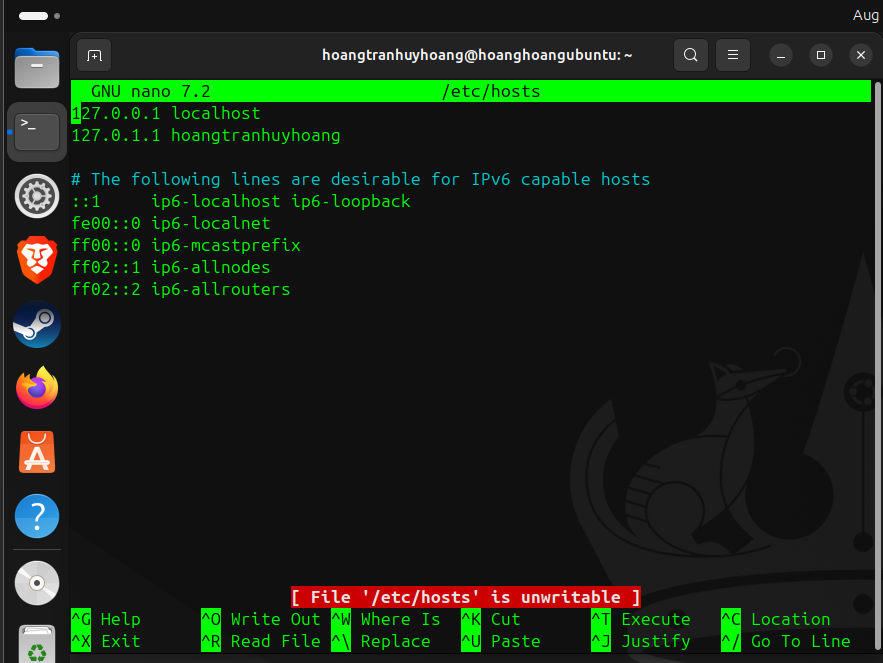 Aug
hoangtranhuyhoang@hoanghoangubuntu: ~
GNU nano 7.2 /etc/hosts
127.0.0.1 localhost
127.0.1.1 hoangtranhuyhoang
# The following lines are desirable for IPv6 capable hosts
::1     ip6-localhost ip6-loopback
fe00::0 ip6-localnet
ff00::0 ip6-mcastprefix
ff02::1 ip6-allnodes
ff02::2 ip6-allrouters
[ File '/etc/hosts' is unwritable ]
^G Help ^O Write Out ^W Where Is ^K Cut ^T Execute ^C Location
^X Exit ^R Read File ^\ Replace ^U Paste ^J Justify ^/ Go To Line